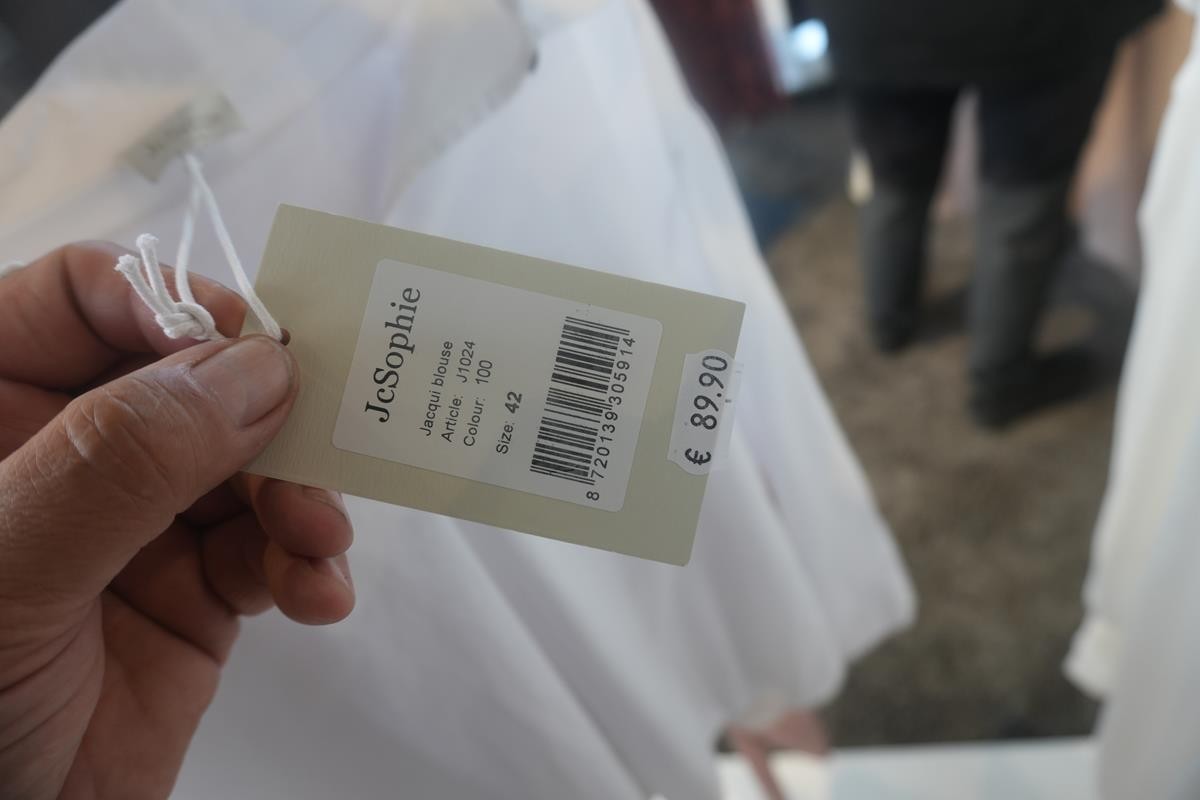 JcSophie
Jacqui blouse
Article: J1024
Colour: 100
Size: 42
8 720139 305914
€ 89.90